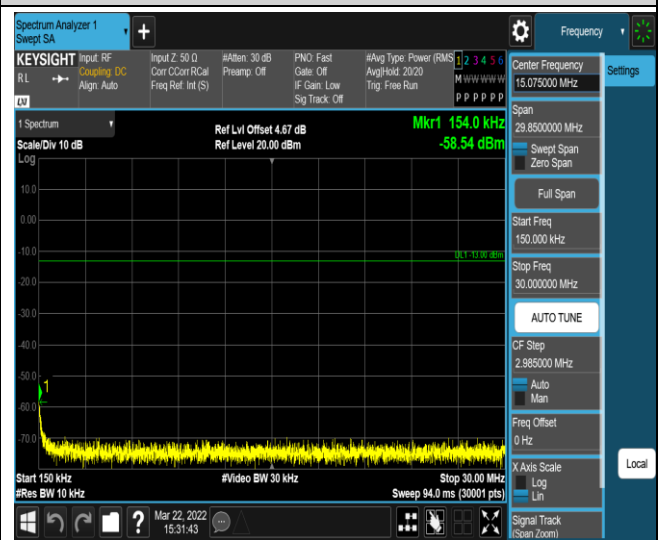 Spectrum Analyzer 1
Swept SA
Frequency
KEYSIGHT
RL
Input: RF
Coupling: DC
Align: Auto
Input Z: 50 Ω
Corr CCorr RCal
Freq Ref: Int (S)
#Atten: 30 dB
Preamp: Off
PNO: Fast
Gate: Off
IF Gain: Low
Sig Track: Off
#Avg Type: Power (RMS
Avg|Hold: 20/20
Trig: Free Run
1 2 3 4 5 6
M W W W W W
P P P P P P
LXI
1 Spectrum
Scale/Div 10 dB
Log
Ref Lvl Offset 4.67 dB
Ref Level 20.00 dBm
Mkr1 154.0 kHz
-58.54 dBm
10.0
0.00
-10.0
DL1 -13.00 dBm
-20.0
-30.0
-40.0
-50.0
1
-60.0
-70.0
Start 150 kHz
#Res BW 10 kHz
#Video BW 30 kHz
Stop 30.00 MHz
Sweep 94.0 ms (30001 pts)
Mar 22, 2022
15:31:43
Center Frequency
15.075000 MHz
Span
29.8500000 MHz
Swept Span
Zero Span
Full Span
Start Freq
150.000 kHz
Stop Freq
30.000000 MHz
AUTO TUNE
CF Step
2.985000 MHz
Auto
Man
Freq Offset
0 Hz
X Axis Scale
Log
Lin
Signal Track
(Span Zoom)
Settings
Local